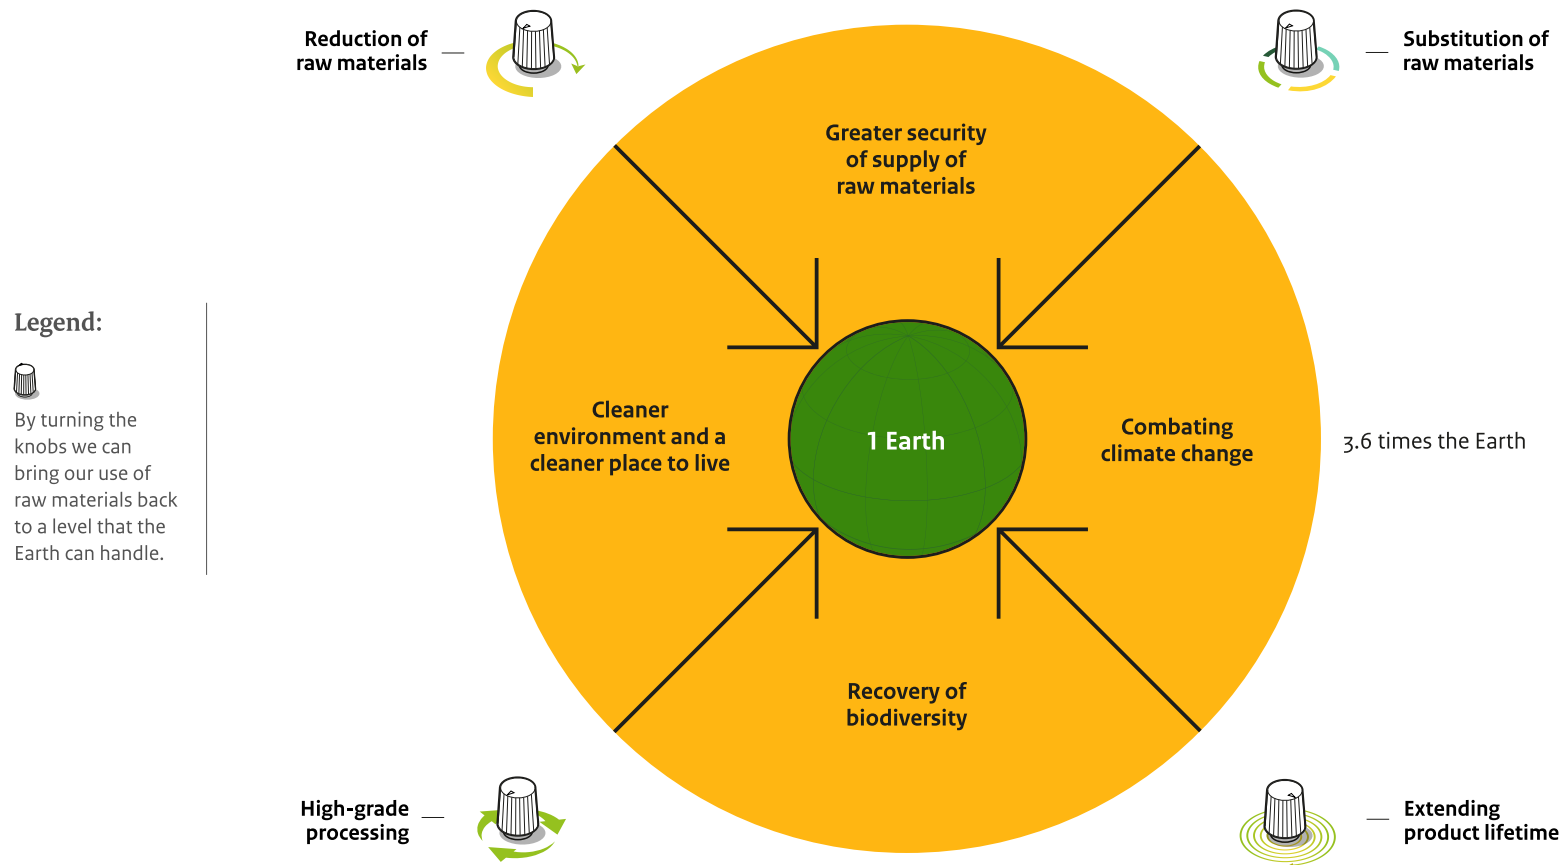 Reduction of
raw materials
Substitution of
raw materials
Greater security
of supply of
raw materials
Legend:
By turning the
knobs we can
bring our use of
raw materials back
to a level that the
Earth can handle.
Cleaner
environment and a
cleaner place to live
1 Earth
Combating
climate change
3.6 times the Earth
Recovery of
biodiversity
High-grade
processing
Extending
product lifetime